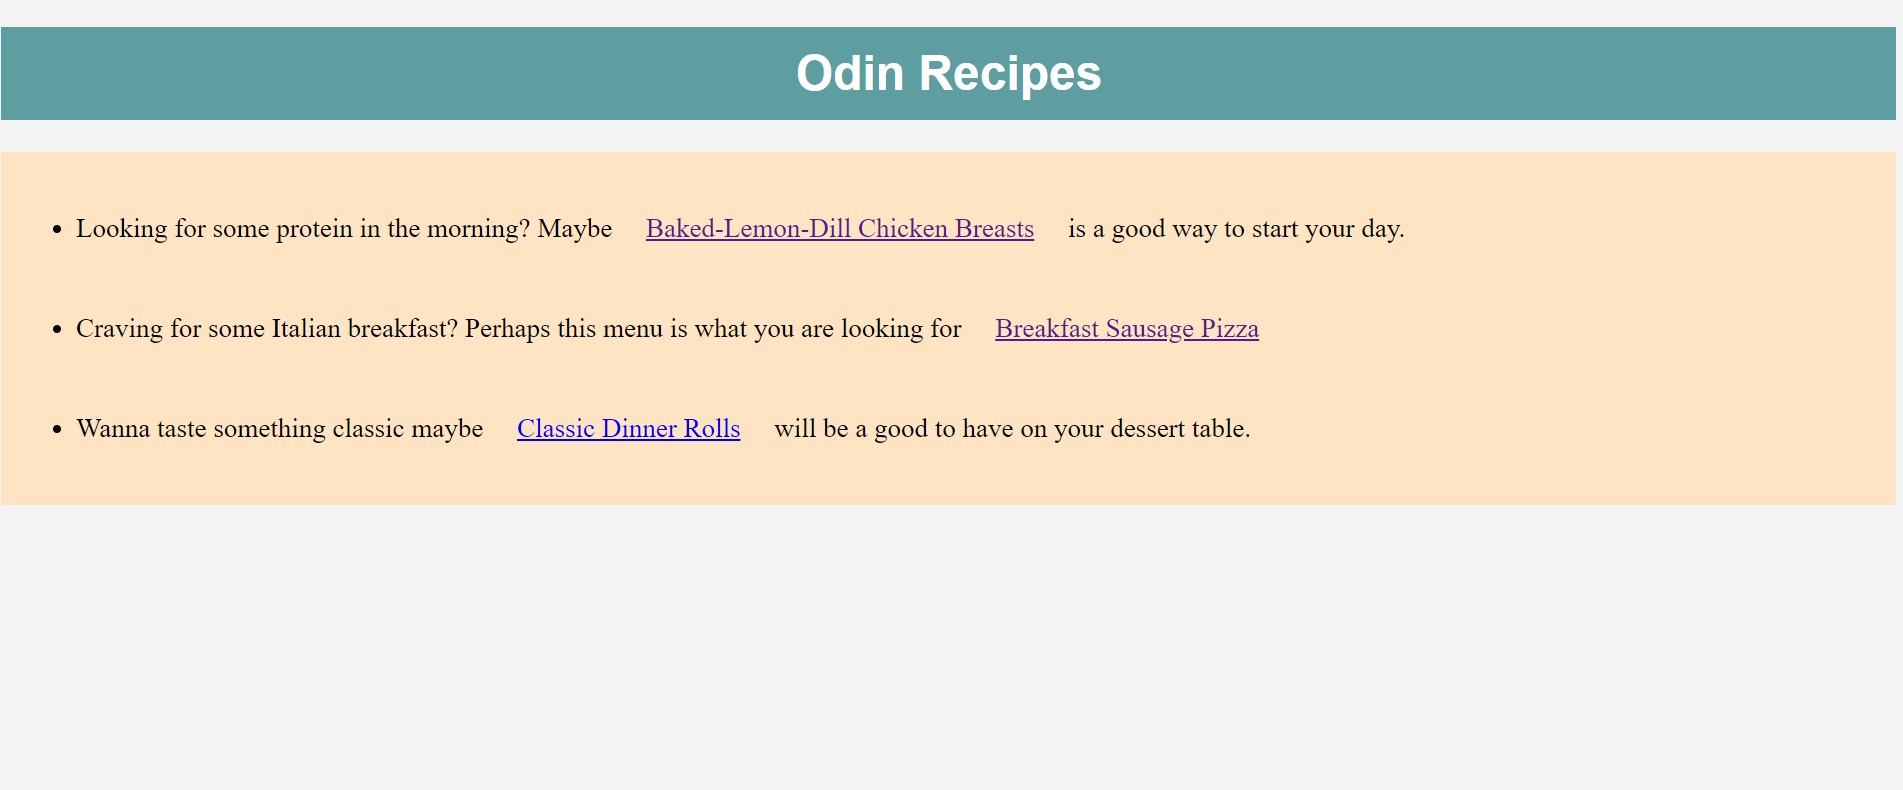 Odin Recipes
• Looking for some protein in the morning? Maybe Baked-Lemon-Dill Chicken Breasts is a good way to start your day.
• Craving for some Italian breakfast? Perhaps this menu is what you are looking for Breakfast Sausage Pizza
• Wanna taste something classic maybe Classic Dinner Rolls will be a good to have on your dessert table.